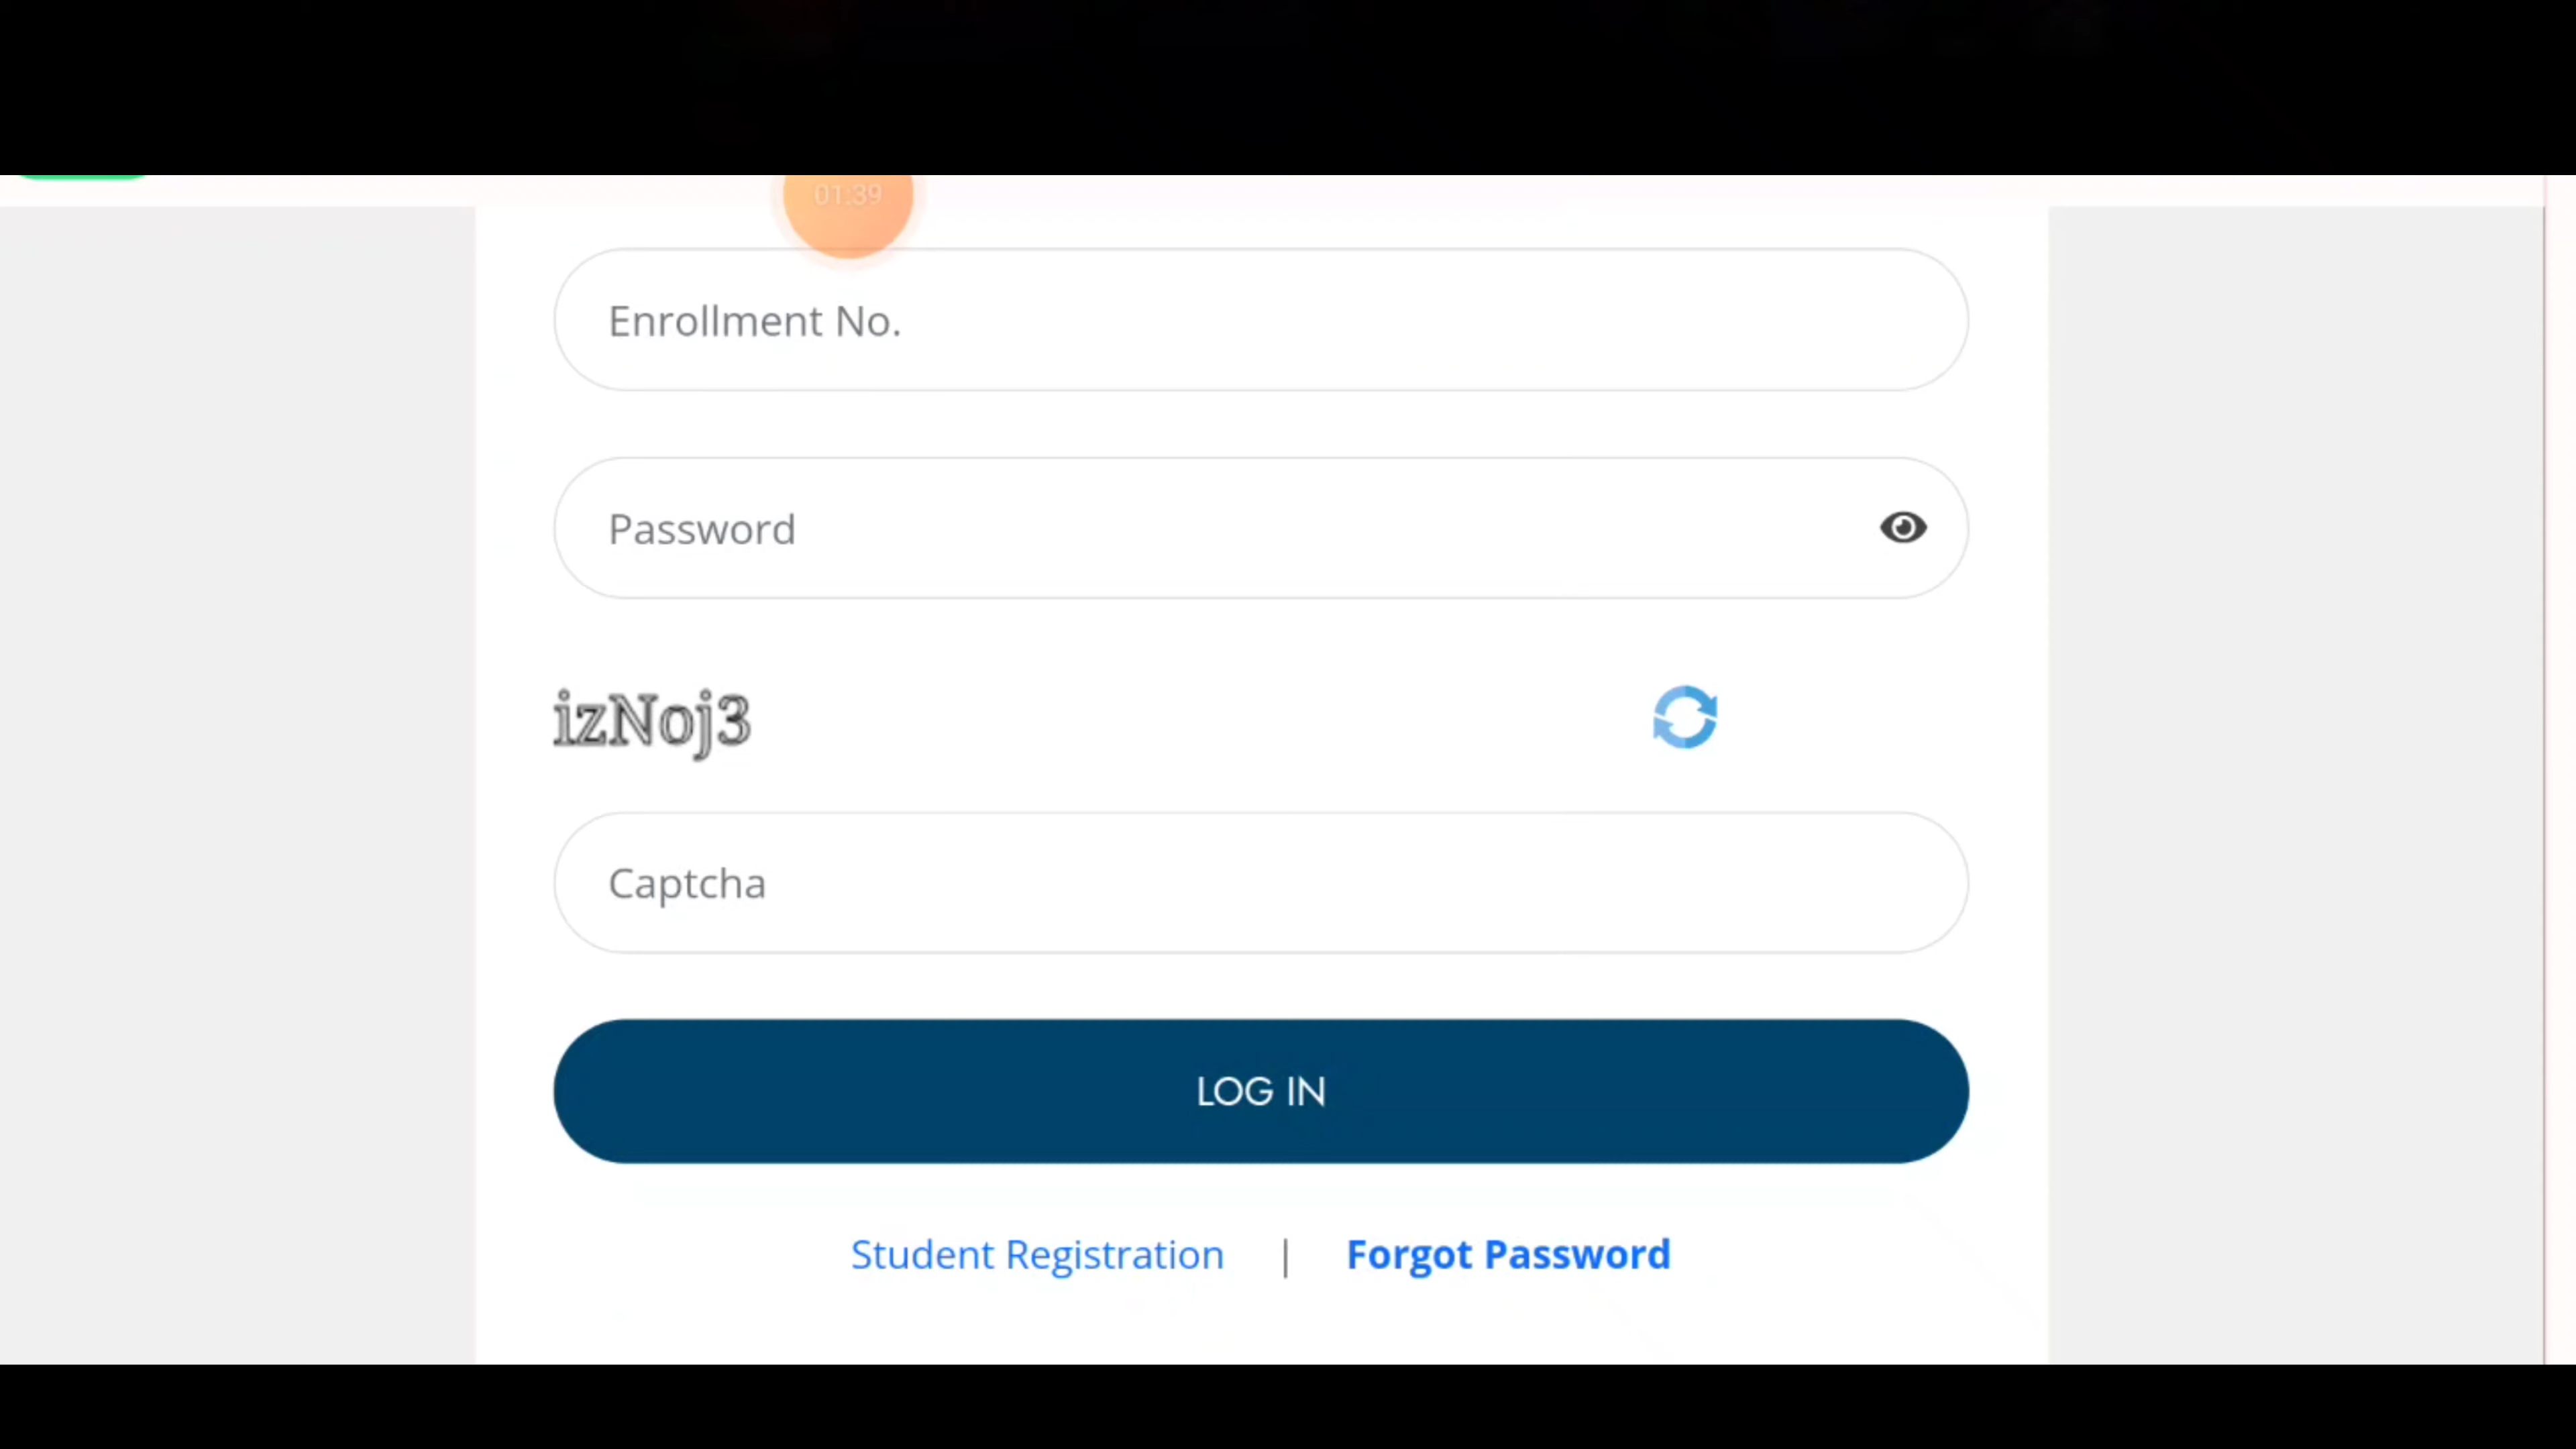 01:39
Enrollment No.
Password
izNoj3
Captcha
LOG IN
Student Registration | Forgot Password